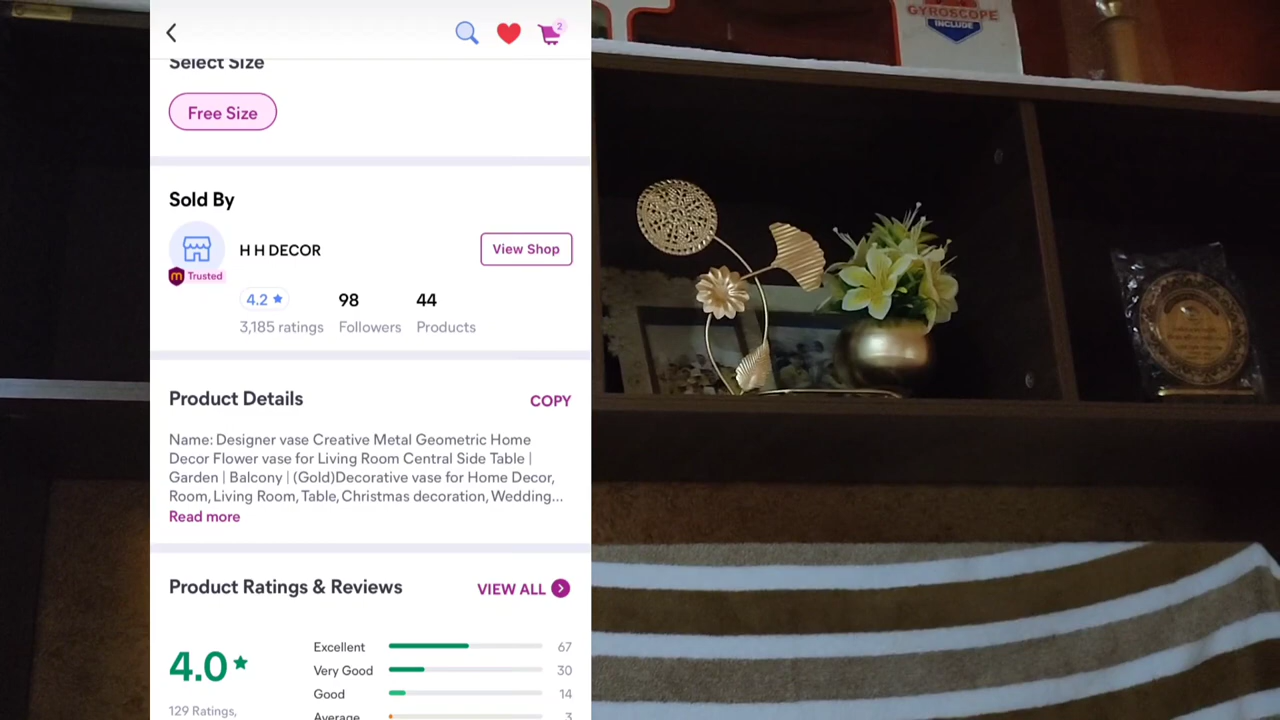 2
Select Size
Free Size
Sold By
H H DECOR
View Shop
m Trusted
4.2 ★ 98 44
3,185 ratings Followers Products
Product Details COPY
Name: Designer vase Creative Metal Geometric Home
Decor Flower vase for Living Room Central Side Table |
Garden | Balcony | (Gold)Decorative vase for Home Decor,
Room, Living Room, Table, Christmas decoration, Wedding...
Read more
Product Ratings & Reviews VIEW ALL
4.0 ★
129 Ratings,
Excellent 67
Very Good 30
Good 14
Average 3
GYROSCOPE
INCLUDE